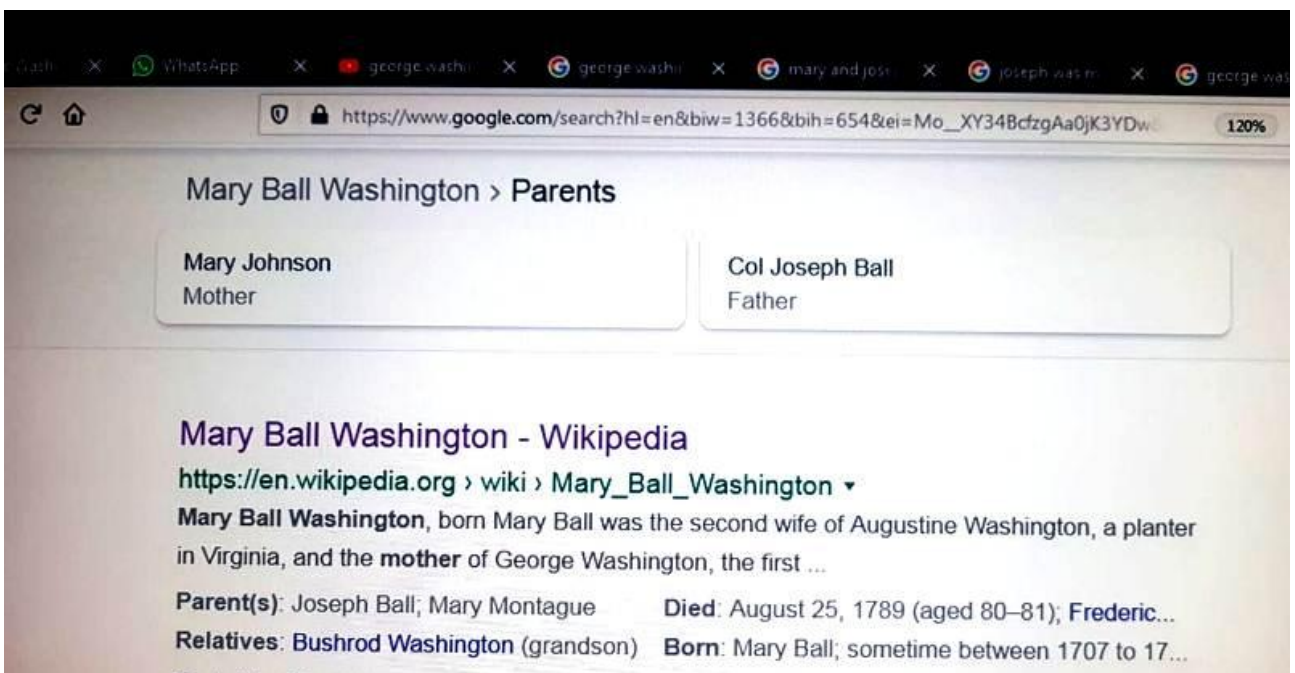 WhatsApp
george washi
george washi
mary and jos
joseph was m
george was
https://www.google.com/search?hl=en&biw=1366&bih=654&ei=Mo__XY34BcfzgAa0jK3YDw
120%
Mary Ball Washington › Parents
Mary Johnson
Mother
Col Joseph Ball
Father
Mary Ball Washington - Wikipedia
https://en.wikipedia.org › wiki › Mary_Ball_Washington
Mary Ball Washington, born Mary Ball was the second wife of Augustine Washington, a planter
in Virginia, and the mother of George Washington, the first ...
Parent(s): Joseph Ball; Mary Montague Died: August 25, 1789 (aged 80–81); Frederic...
Relatives: Bushrod Washington (grandson) Born: Mary Ball; sometime between 1707 to 17...